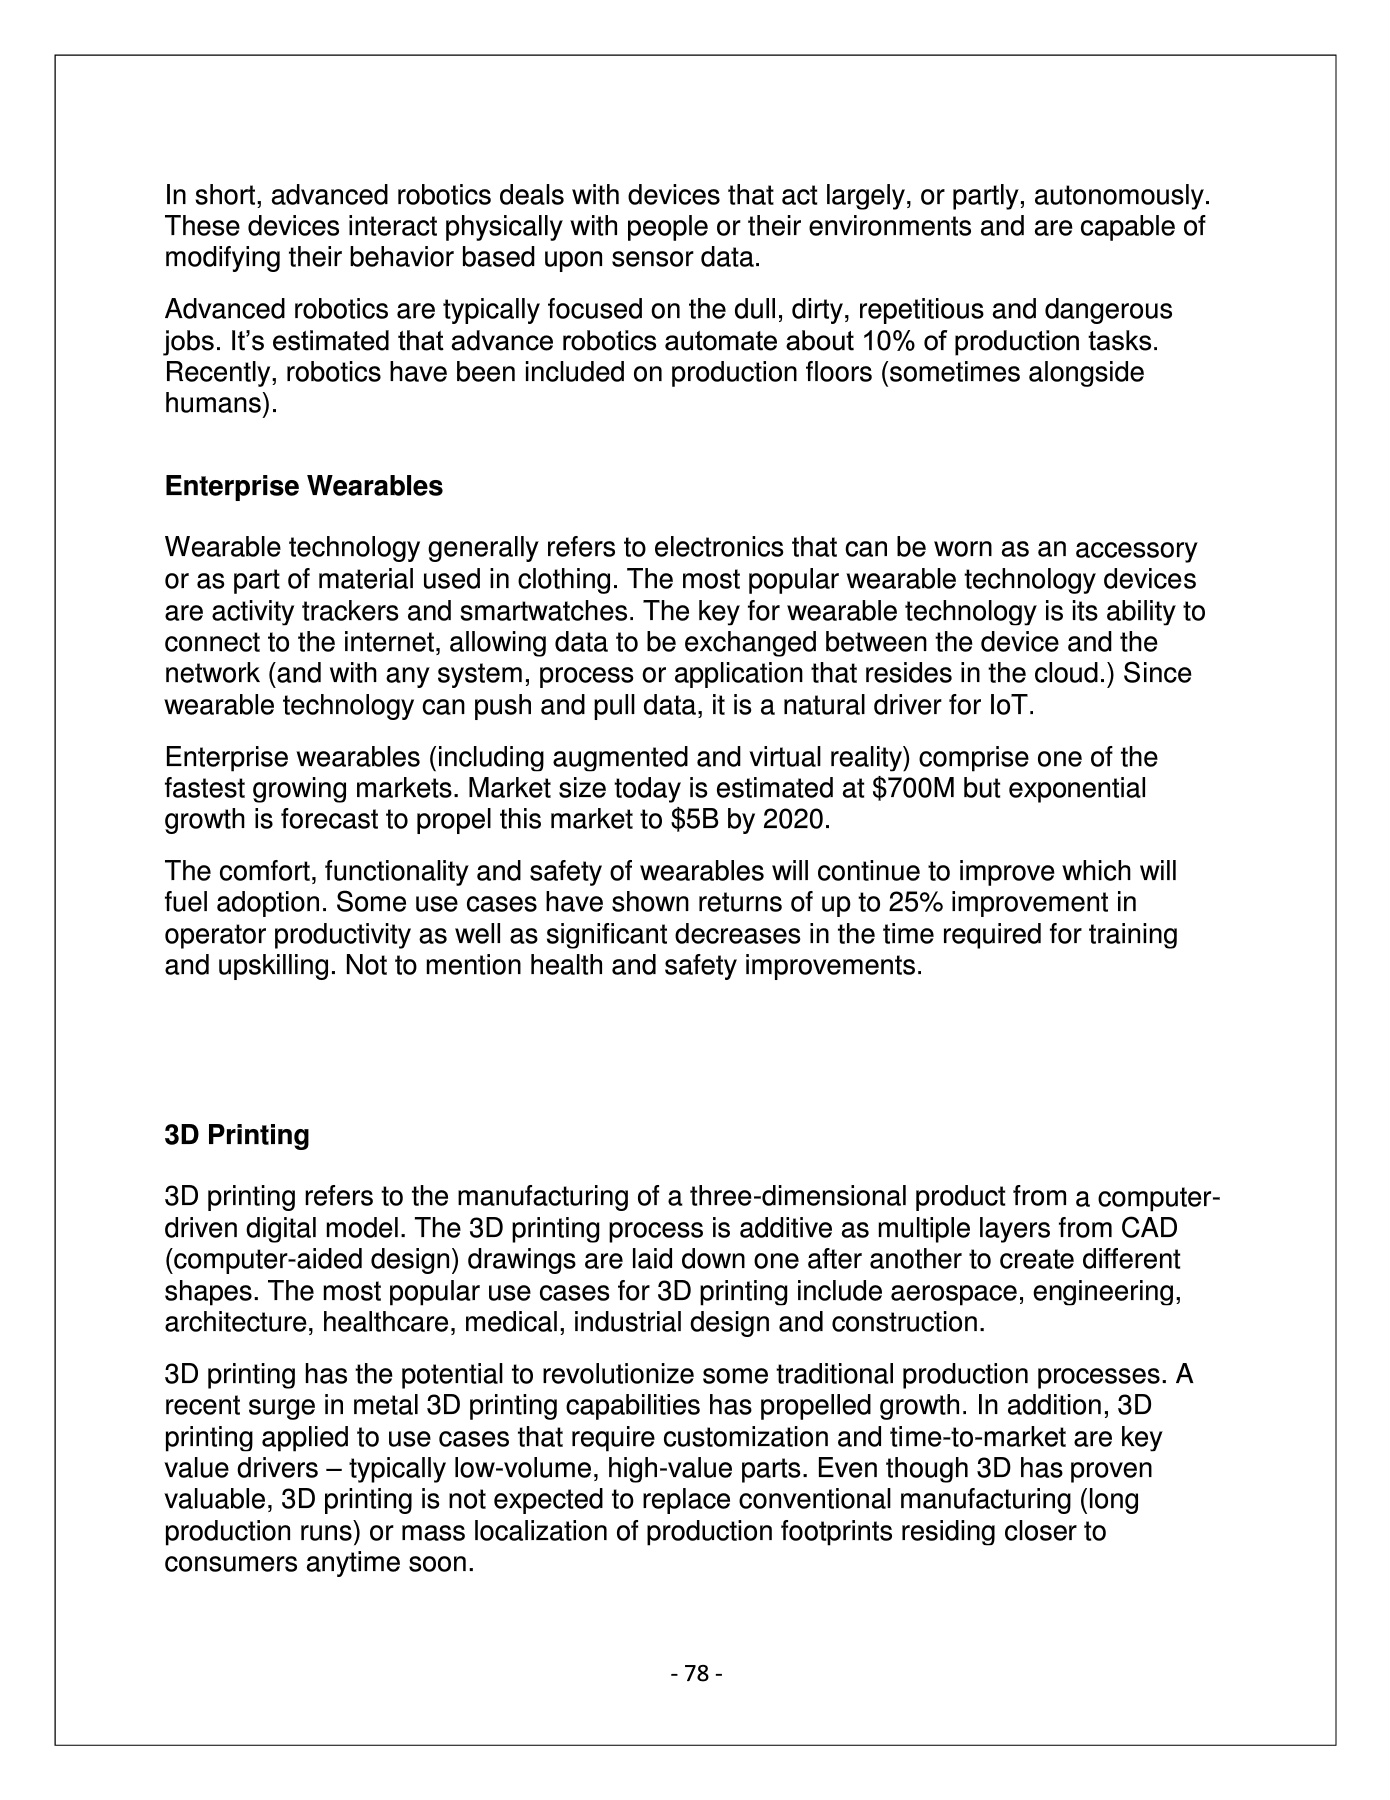 In short, advanced robotics deals with devices that act largely, or partly, autonomously.
These devices interact physically with people or their environments and are capable of
modifying their behavior based upon sensor data.
Advanced robotics are typically focused on the dull, dirty, repetitious and dangerous
jobs. It’s estimated that advance robotics automate about 10% of production tasks.
Recently, robotics have been included on production floors (sometimes alongside
humans).
Enterprise Wearables
Wearable technology generally refers to electronics that can be worn as an accessory
or as part of material used in clothing. The most popular wearable technology devices
are activity trackers and smartwatches. The key for wearable technology is its ability to
connect to the internet, allowing data to be exchanged between the device and the
network (and with any system, process or application that resides in the cloud.) Since
wearable technology can push and pull data, it is a natural driver for IoT.
Enterprise wearables (including augmented and virtual reality) comprise one of the
fastest growing markets. Market size today is estimated at $700M but exponential
growth is forecast to propel this market to $5B by 2020.
The comfort, functionality and safety of wearables will continue to improve which will
fuel adoption. Some use cases have shown returns of up to 25% improvement in
operator productivity as well as significant decreases in the time required for training
and upskilling. Not to mention health and safety improvements.
3D Printing
3D printing refers to the manufacturing of a three-dimensional product from a computer-
driven digital model. The 3D printing process is additive as multiple layers from CAD
(computer-aided design) drawings are laid down one after another to create different
shapes. The most popular use cases for 3D printing include aerospace, engineering,
architecture, healthcare, medical, industrial design and construction.
3D printing has the potential to revolutionize some traditional production processes. A
recent surge in metal 3D printing capabilities has propelled growth. In addition, 3D
printing applied to use cases that require customization and time-to-market are key
value drivers – typically low-volume, high-value parts. Even though 3D has proven
valuable, 3D printing is not expected to replace conventional manufacturing (long
production runs) or mass localization of production footprints residing closer to
consumers anytime soon.
- 78 -